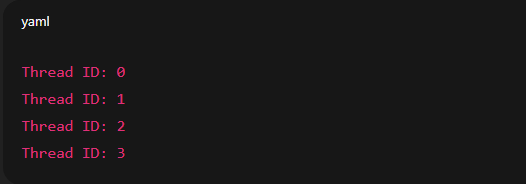 yaml
Thread ID: 0
Thread ID: 1
Thread ID: 2
Thread ID: 3